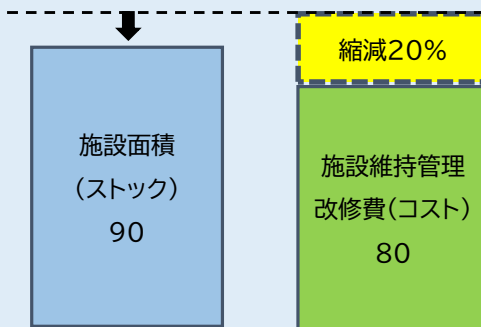 縮減20%
施設面積
(ストック)
90
施設維持管理
改修費(コスト)
80